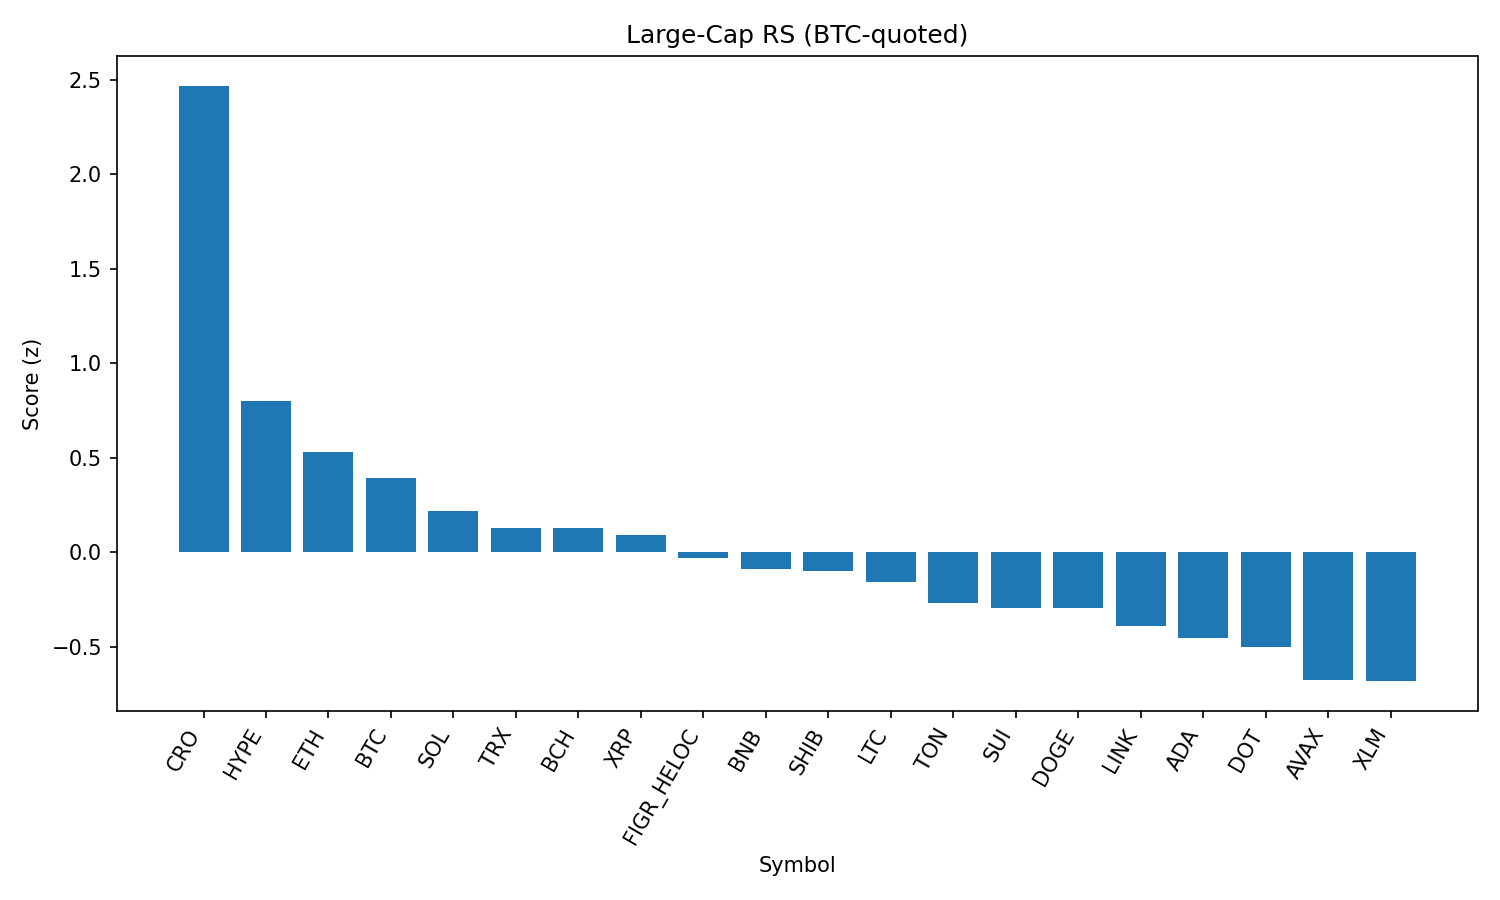 Large-Cap RS (BTC-quoted)
Score (z)
2.5
2.0
1.5
1.0
0.5
0.0
−0.5
CRO
HYPE
ETH
BTC
SOL
TRX
BCH
XRP
FIGR_HELOC
BNB
SHIB
LTC
TON
SUI
DOGE
LINK
ADA
DOT
AVAX
XLM
Symbol